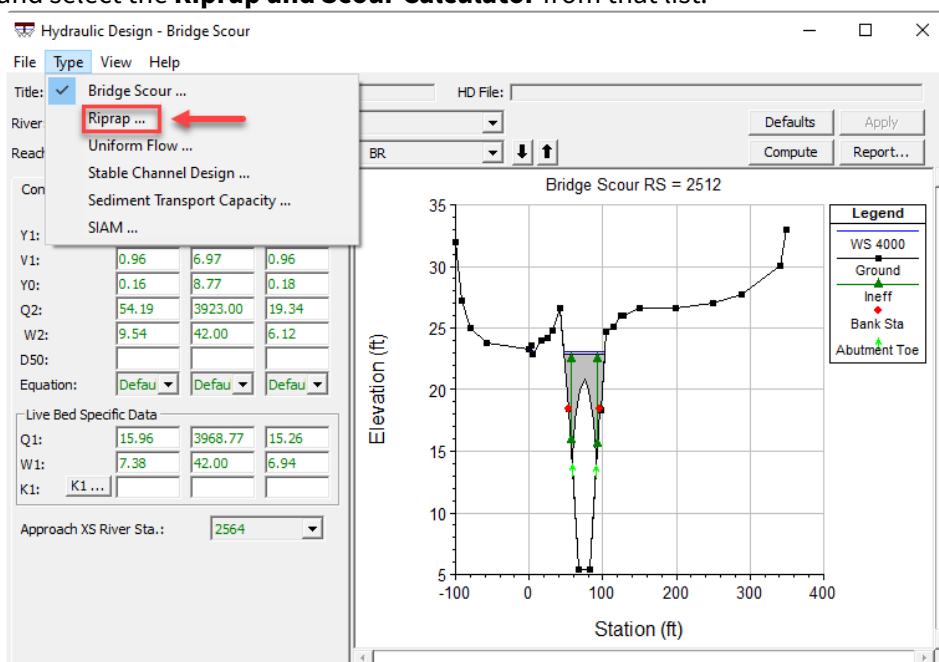 and select the Riprap and Scour Calculator from that list.
Hydraulic Design - Bridge Scour
File Type View Help
Title: HD File:
Bridge Scour ...
Riprap ...
Uniform Flow ...
Stable Channel Design ...
Sediment Transport Capacity ...
SIAM ...
River: Defaults Apply
Reach BR Compute Report...
Con
Y1:
V1: 0.96 6.97 0.96
Y0: 0.16 8.77 0.18
Q2: 54.19 3923.00 19.34
W2: 9.54 42.00 6.12
D50:
Equation: Defau Defau Defau
Live Bed Specific Data
Q1: 15.96 3968.77 15.26
W1: 7.38 42.00 6.94
K1: K1 ...
Approach XS River Sta.: 2564
Bridge Scour RS = 2512
35
30
25
20
15
10
5
Elevation (ft)
-100 0 100 200 300 400
Station (ft)
Legend
WS 4000
Ground
Ineff
Bank Sta
Abutment Toe